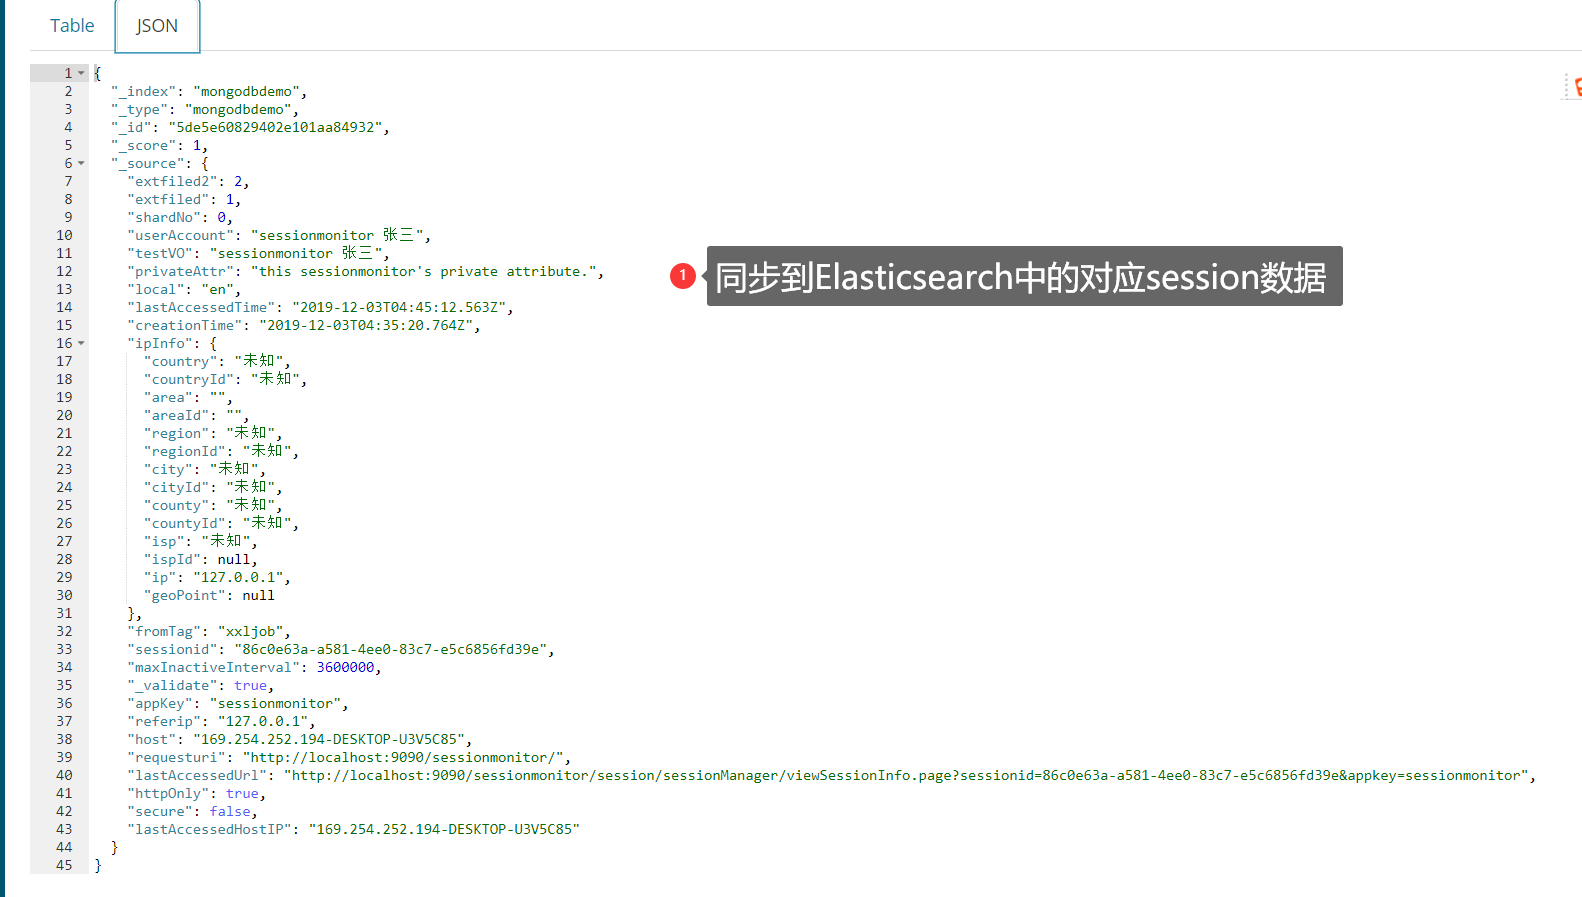 Table JSON
1 {
2 "_index": "mongodbdemo",
3 "_type": "mongodbdemo",
4 "_id": "5de5e60829402e101aa84932",
5 "_score": 1,
6 "_source": {
7 "extfiled2": 2,
8 "extfiled": 1,
9 "shardNo": 0,
10 "userAccount": "sessionmonitor 张三",
11 "testVO": "sessionmonitor 张三",
12 "privateAttr": "this sessionmonitor's private attribute.",
1 同步到Elasticsearch中的对应session数据
13 "local": "en",
14 "lastAccessedTime": "2019-12-03T04:45:12.563Z",
15 "creationTime": "2019-12-03T04:35:20.764Z",
16 "ipInfo": {
17 "country": "未知",
18 "countryId": "未知",
19 "area": "",
20 "areaId": "",
21 "region": "未知",
22 "regionId": "未知",
23 "city": "未知",
24 "cityId": "未知",
25 "county": "未知",
26 "countyId": "未知",
27 "isp": "未知",
28 "ispId": null,
29 "ip": "127.0.0.1",
30 "geoPoint": null
31 },
32 "fromTag": "xxljob",
33 "sessionid": "86c0e63a-a581-4ee0-83c7-e5c6856fd39e",
34 "maxInactiveInterval": 3600000,
35 "_validate": true,
36 "appKey": "sessionmonitor",
37 "referip": "127.0.0.1",
38 "host": "169.254.252.194-DESKTOP-U3V5C85",
39 "requesturi": "http://localhost:9090/sessionmonitor/",
40 "lastAccessedUrl": "http://localhost:9090/sessionmonitor/session/sessionManager/viewSessionInfo.page?sessionid=86c0e63a-a581-4ee0-83c7-e5c6856fd39e&appkey=sessionmonitor",
41 "httpOnly": true,
42 "secure": false,
43 "lastAccessedHostIP": "169.254.252.194-DESKTOP-U3V5C85"
44 }
45 }